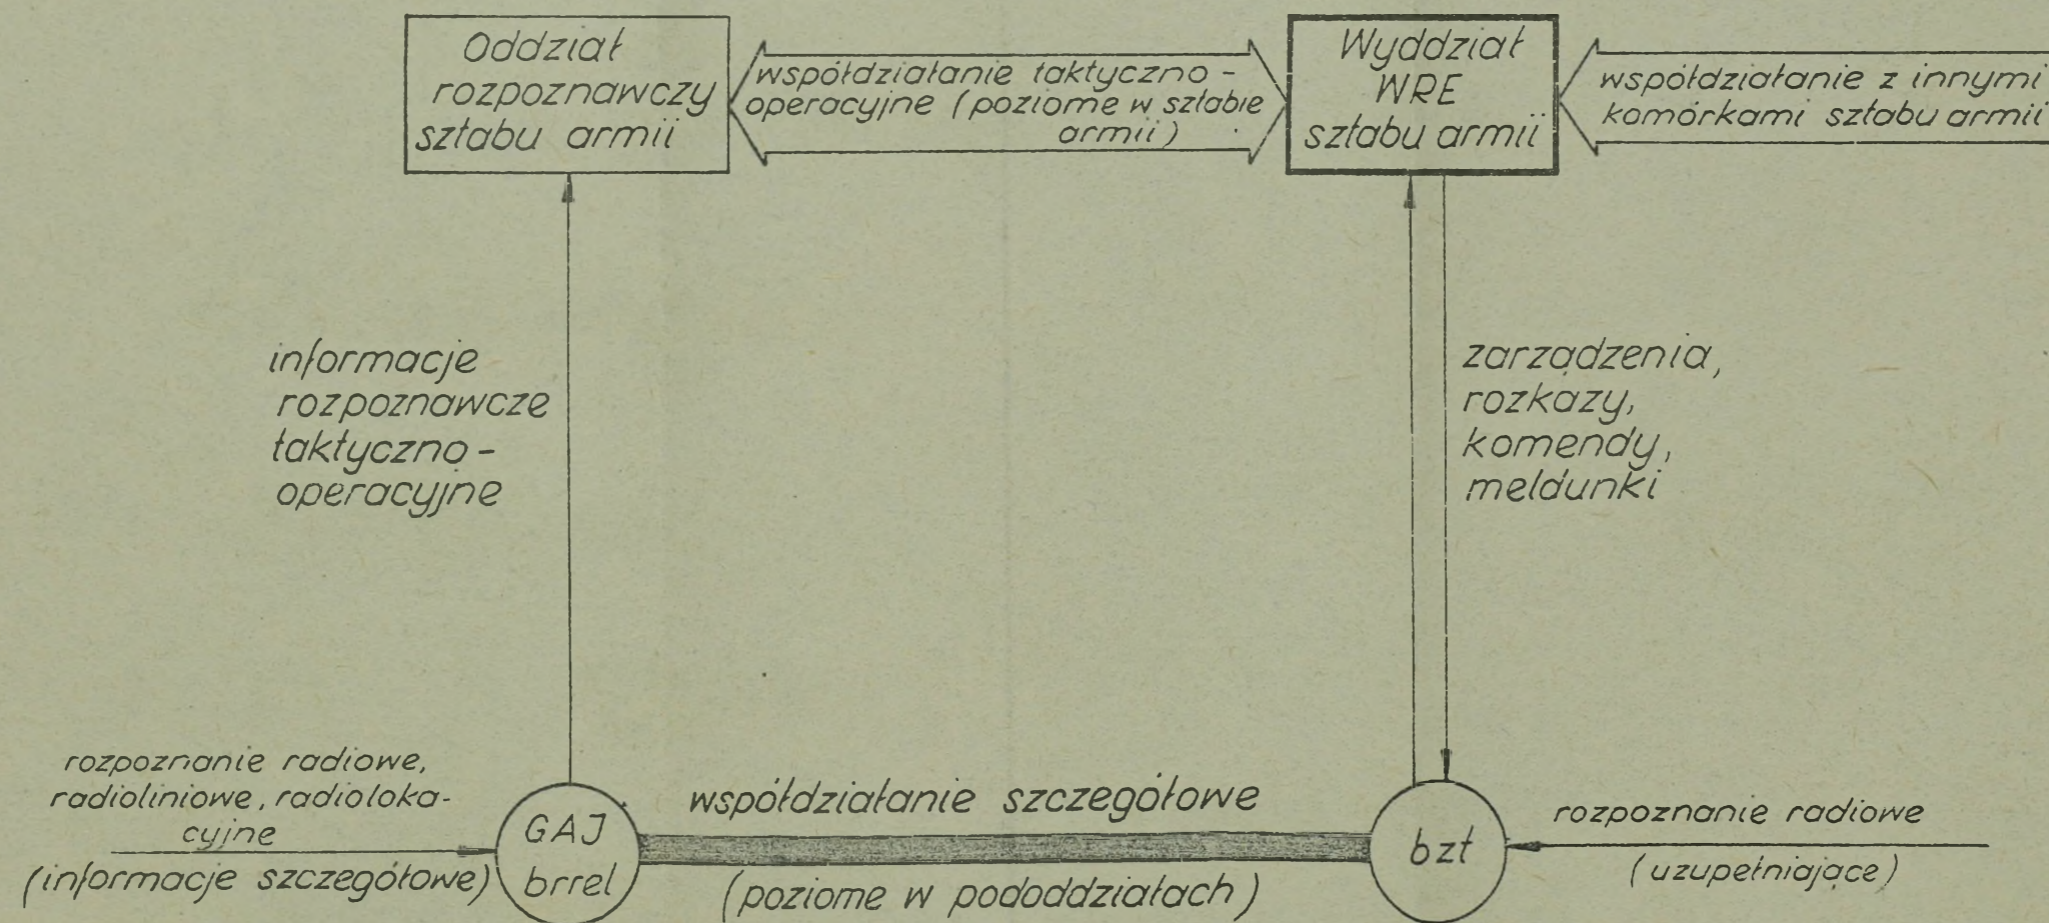 Oddział
rozpoznawczy
sztabu armii
współdziałanie taktyczno -
operacyjne (poziome w sztabie
armii)
Wyddział
WRE
sztabu armii
współdziałanie z innymi
komórkami sztabu armii
informacje
rozpoznawcze
taktyczno -
operacyjne
zarządzenia,
rozkazy,
komendy,
meldunki
rozpoznanie radiowe,
radioliniowe, radioloka-
cyjne
(informacje szczegółowe)
GAJ
brrel
współdziałanie szczegółowe
(poziome w pododdziałach)
bzt
rozpoznanie radiowe
(uzupełniające)